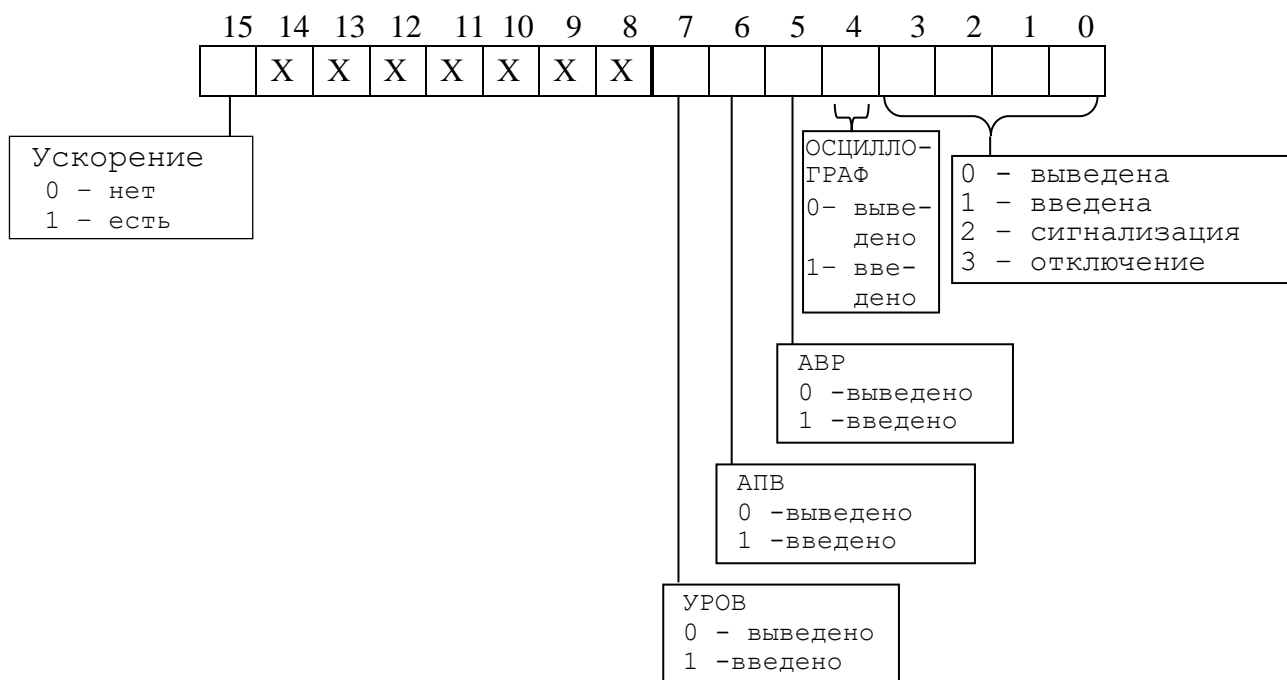 15 14 13 12 11 10 9 8 7 6 5 4 3 2 1 0
X X X X X X X
Ускорение
0 – нет
1 – есть
ОСЦИЛЛО-
ГРАФ
0– выве-
дено
1– вве-
дено
0 - выведена
1 – введена
2 – сигнализация
3 – отключение
АВР
0 -выведено
1 -введено
АПВ
0 -выведено
1 -введено
УРОВ
0 - выведено
1 -введено